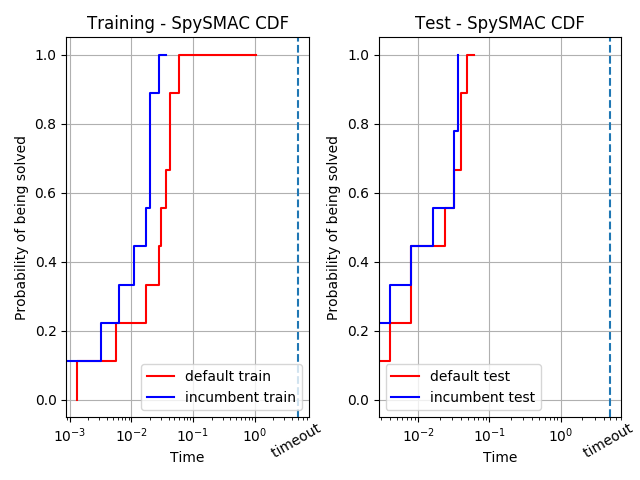 Training - SpySMAC CDF
Probability of being solved
1.0
0.8
0.6
0.4
0.2
0.0
default train
incumbent train
10⁻³
10⁻²
10⁻¹
10⁰
timeout
Time
Test - SpySMAC CDF
Probability of being solved
1.0
0.8
0.6
0.4
0.2
0.0
default test
incumbent test
10⁻²
10⁻¹
10⁰
timeout
Time